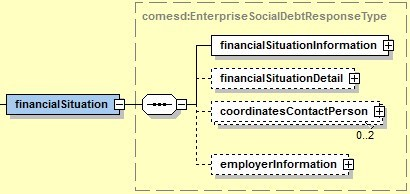 comesd:EnterpriseSocialDebtResponseType
financialSituationInformation
financialSituationDetail
financialSituation
coordinatesContactPerson
0..2
employerInformation